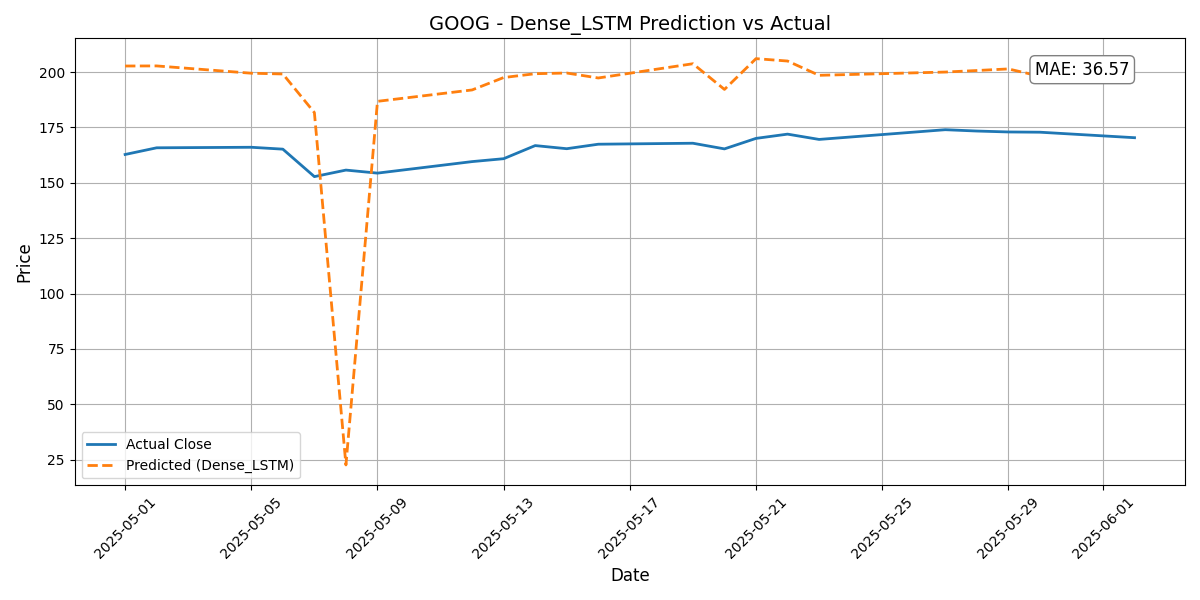 GOOG - Dense_LSTM Prediction vs Actual
MAE: 36.57
Price
200
175
150
125
100
75
50
25
Actual Close
Predicted (Dense_LSTM)
2025-05-01
2025-05-05
2025-05-09
2025-05-13
2025-05-17
2025-05-21
2025-05-25
2025-05-29
2025-06-01
Date